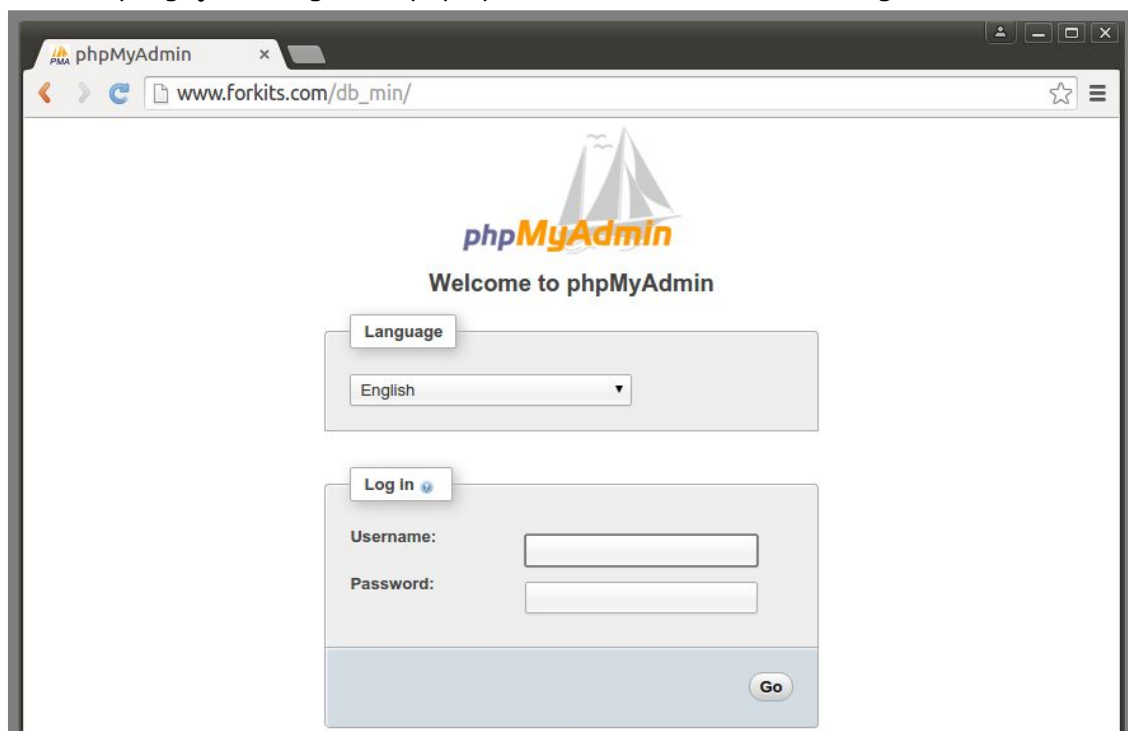 phpMyAdmin
www.forkits.com/db_min/
phpMyAdmin
Welcome to phpMyAdmin
Language
English
Log in
Username:
Password:
Go